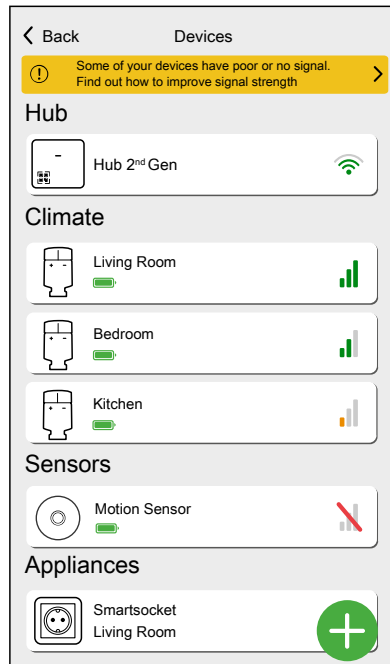 Back
Devices
Some of your devices have poor or no signal.
Find out how to improve signal strength
Hub
Hub 2nd Gen
Climate
Living Room
Bedroom
Kitchen
Sensors
Motion Sensor
Appliances
Smartsocket
Living Room